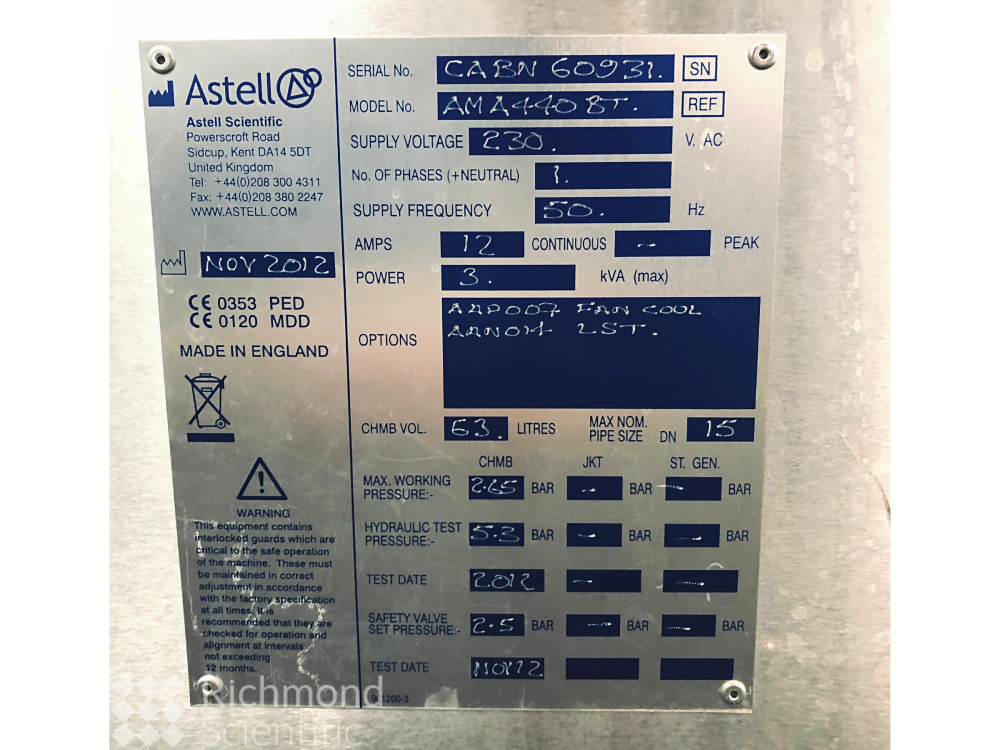 Astell
Astell Scientific
Powerscroft Road
Sidcup, Kent DA14 5DT
United Kingdom
Tel: +44(0)208 300 4311
Fax: +44(0)208 380 2247
WWW.ASTELL.COM
NOV 2012
CE 0353 PED
CE 0120 MDD
MADE IN ENGLAND
WARNING
This equipment contains
interlocked guards which are
critical to the safe operation
of the machine. These must
be maintained in correct
adjustment in accordance
with the factory specification
at all times. It is
recommended that they are
checked for operation and
alignment at intervals
not exceeding
12 months.
SERIAL No. CABN 60931. SN
MODEL No. AMA440BT. REF
SUPPLY VOLTAGE 230. V. AC
No. OF PHASES (+NEUTRAL) 1.
SUPPLY FREQUENCY 50. Hz
AMPS 12 CONTINUOUS -- PEAK
POWER 3. kVA (max)
OPTIONS AAP007 FAN COOL
AAN014 LST.
CHMB VOL. 63. LITRES MAX NOM. PIPE SIZE DN 15
CHMB JKT ST. GEN.
MAX. WORKING PRESSURE:- 2.65 BAR - BAR - BAR
HYDRAULIC TEST PRESSURE:- 5.3 BAR - BAR - BAR
TEST DATE 2012 - -
SAFETY VALVE SET PRESSURE:- 2.5 BAR - BAR - BAR
TEST DATE NOV12
901200-3
Richmond
Scientific